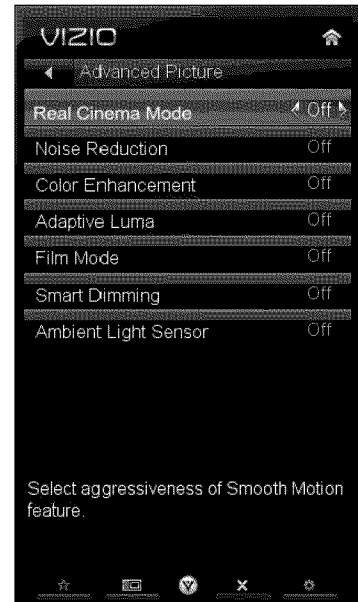 VIZIO
Advanced Picture
Real Cinema Mode Off
Noise Reduction Off
Color Enhancement Off
Adaptive Luma Off
Film Mode Off
Smart Dimming Off
Ambient Light Sensor Off
Select aggressiveness of Smooth Motion
feature.